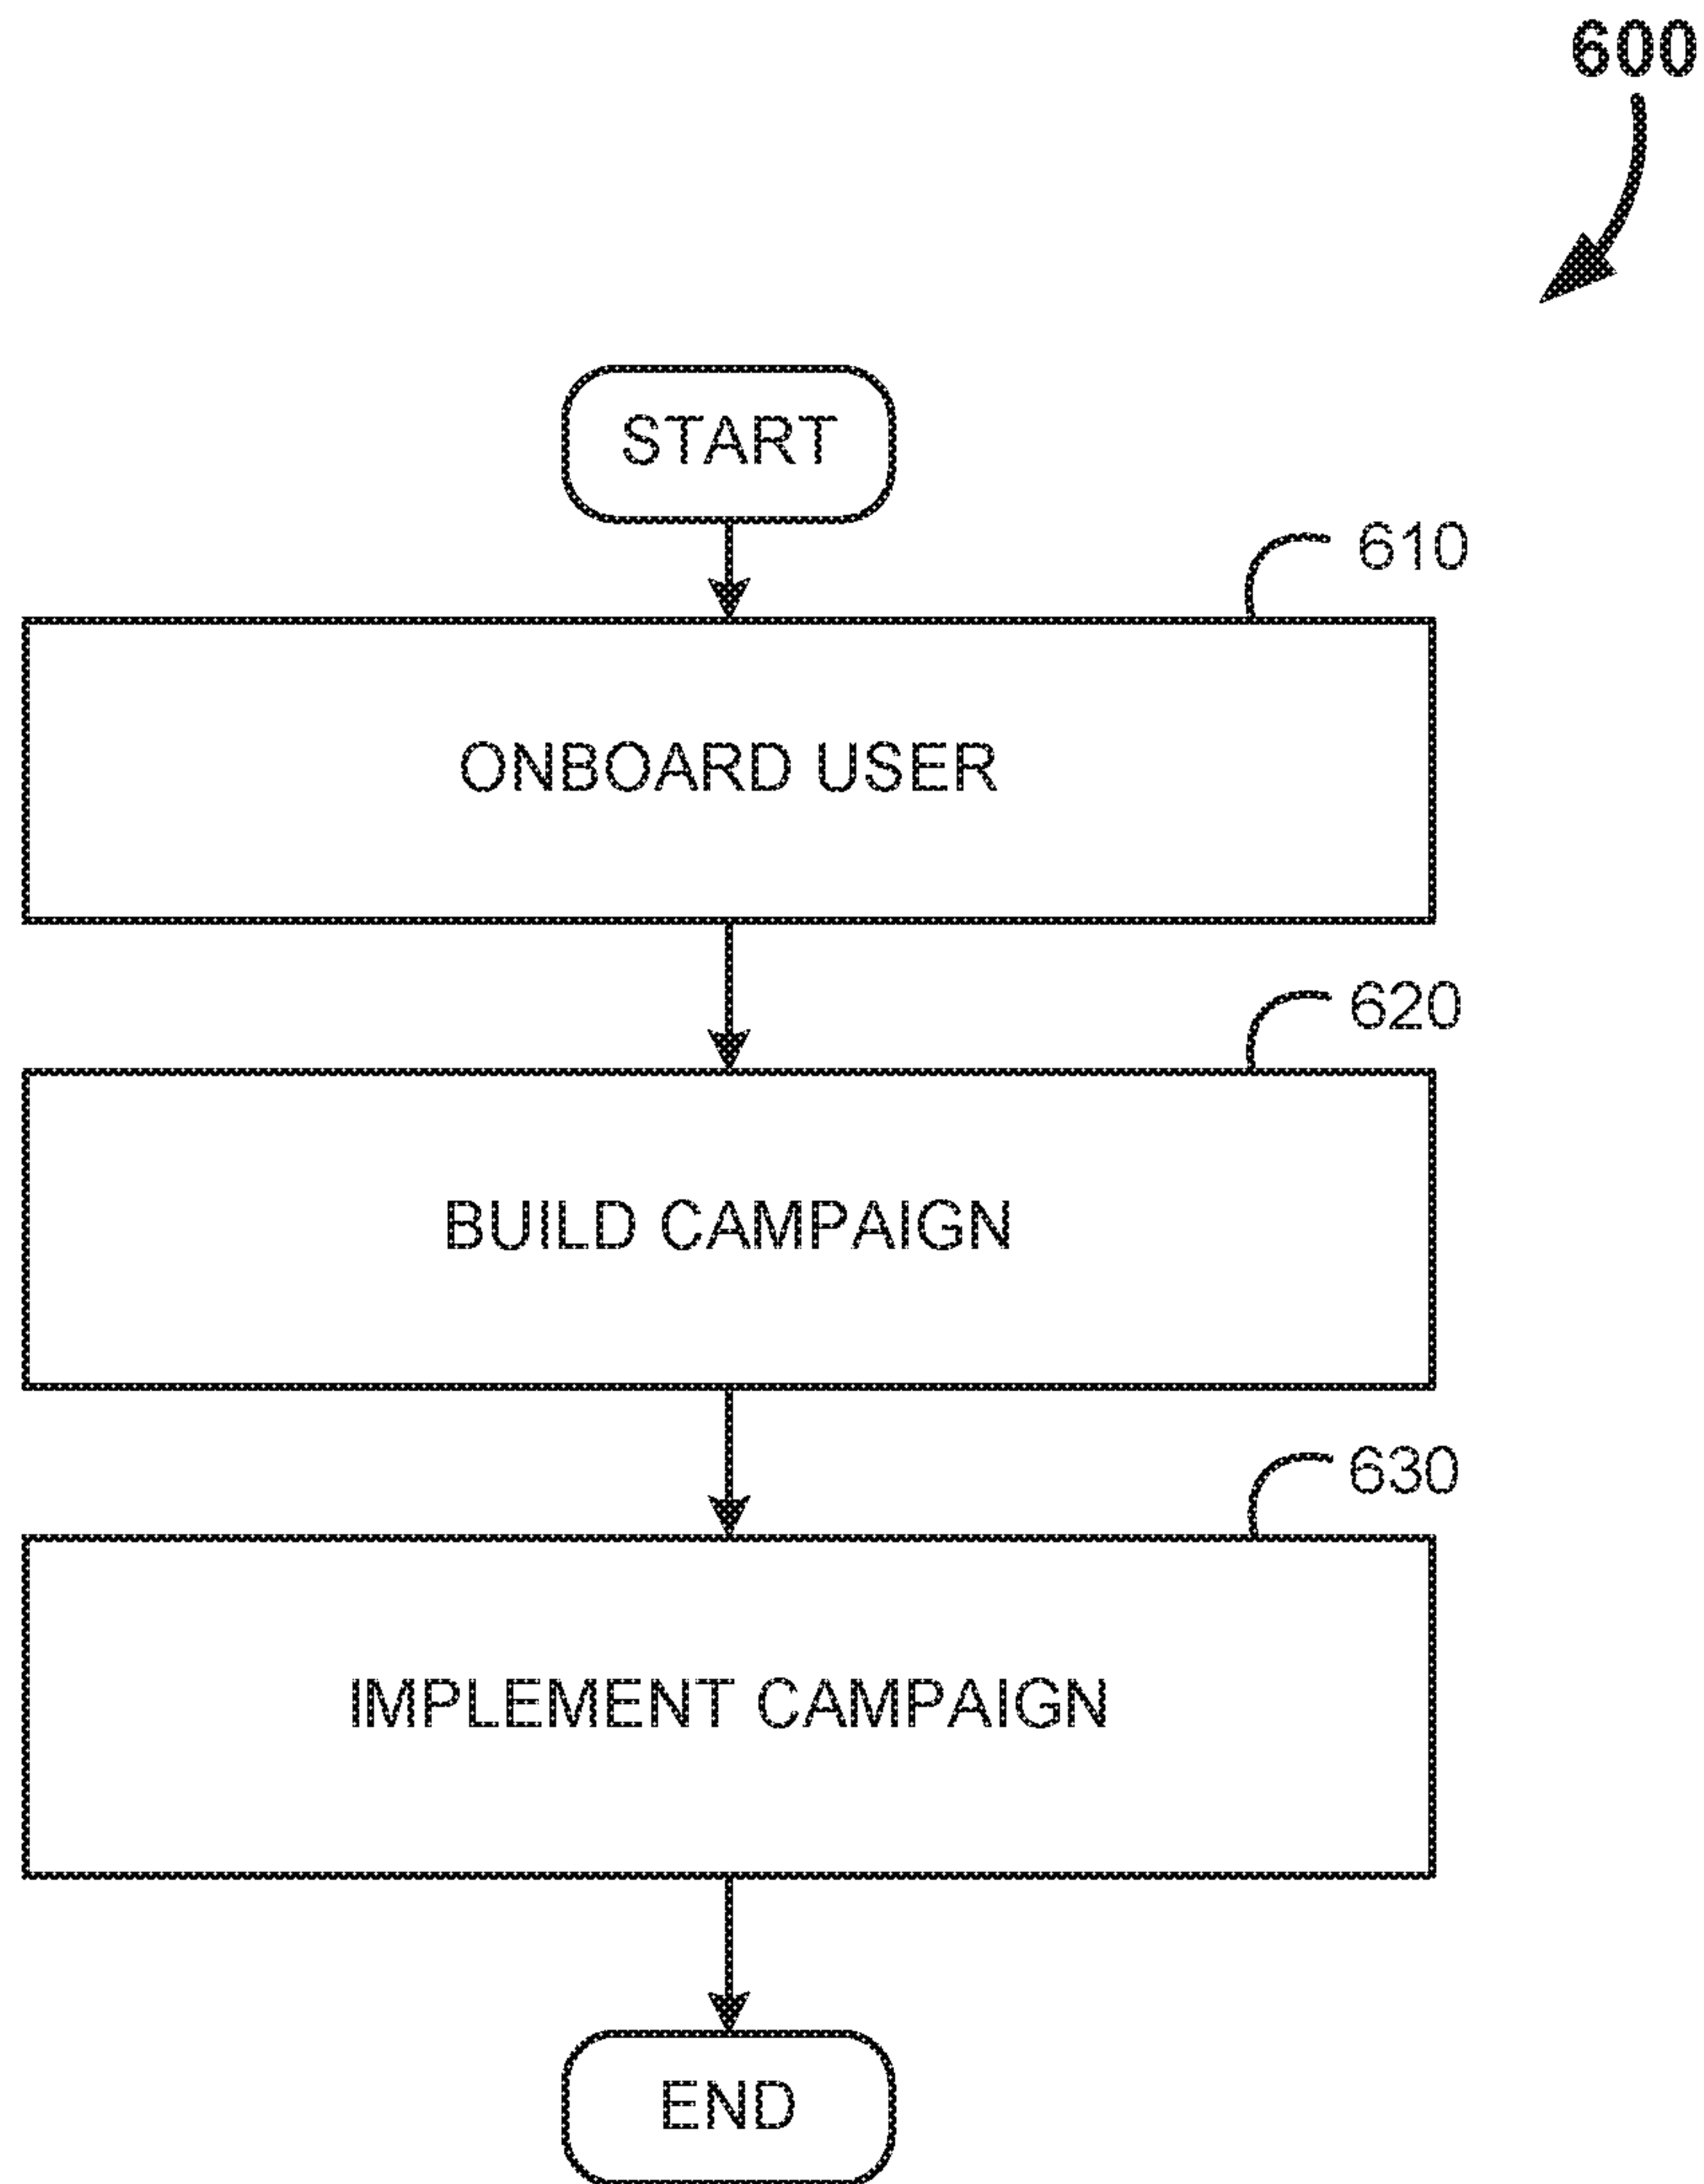 600
START
610
ONBOARD USER
620
BUILD CAMPAIGN
630
IMPLEMENT CAMPAIGN
END